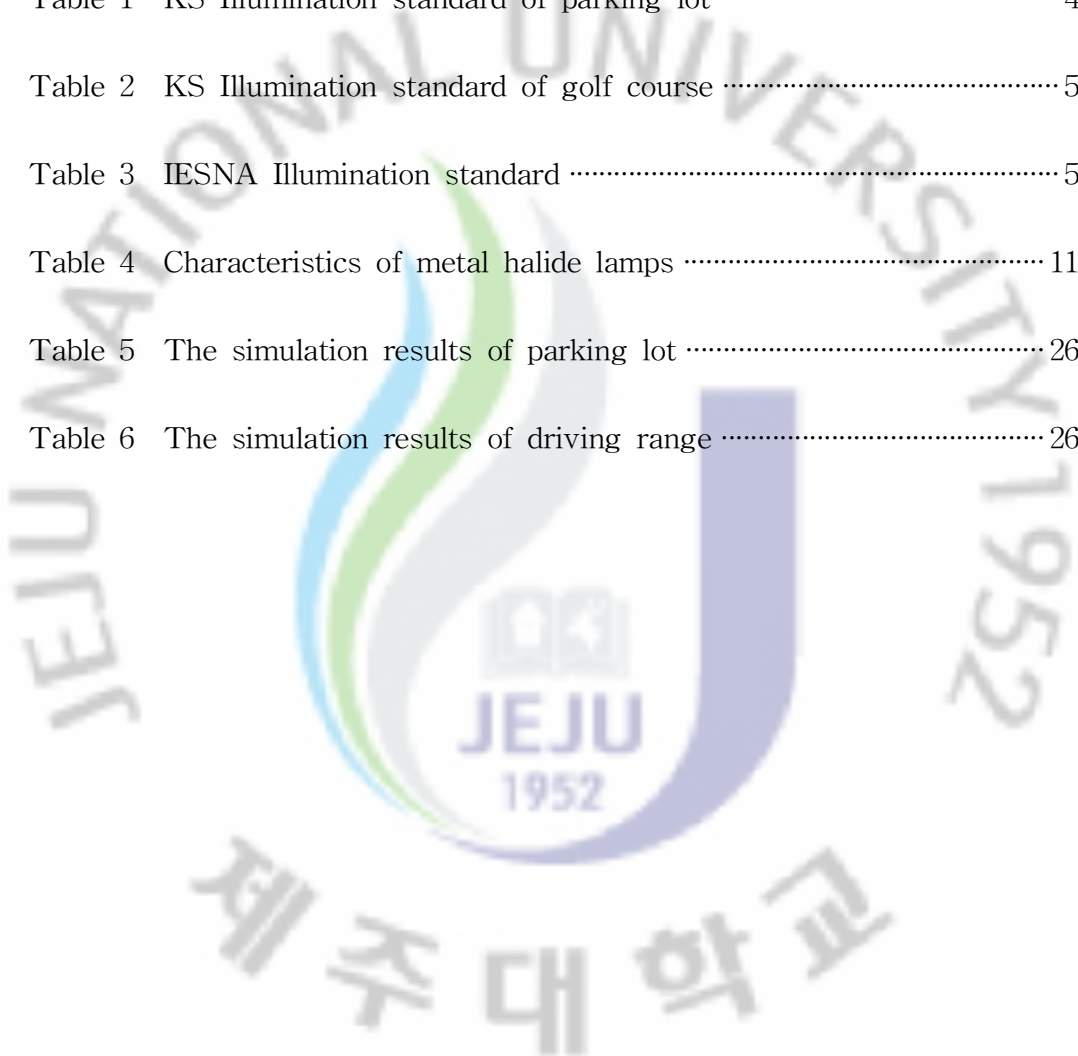 Table 1 KS Illumination standard of parking lot 4
Table 2 KS Illumination standard of golf course ················································ 5
Table 3 IESNA Illumination standard ······································································ 5
Table 4 Characteristics of metal halide lamps ··················································· 11
Table 5 The simulation results of parking lot ··················································· 26
Table 6 The simulation results of driving range ·············································· 26
JEJU NATIONAL UNIVERSITY 1952
JEJU
1952
제주대학교